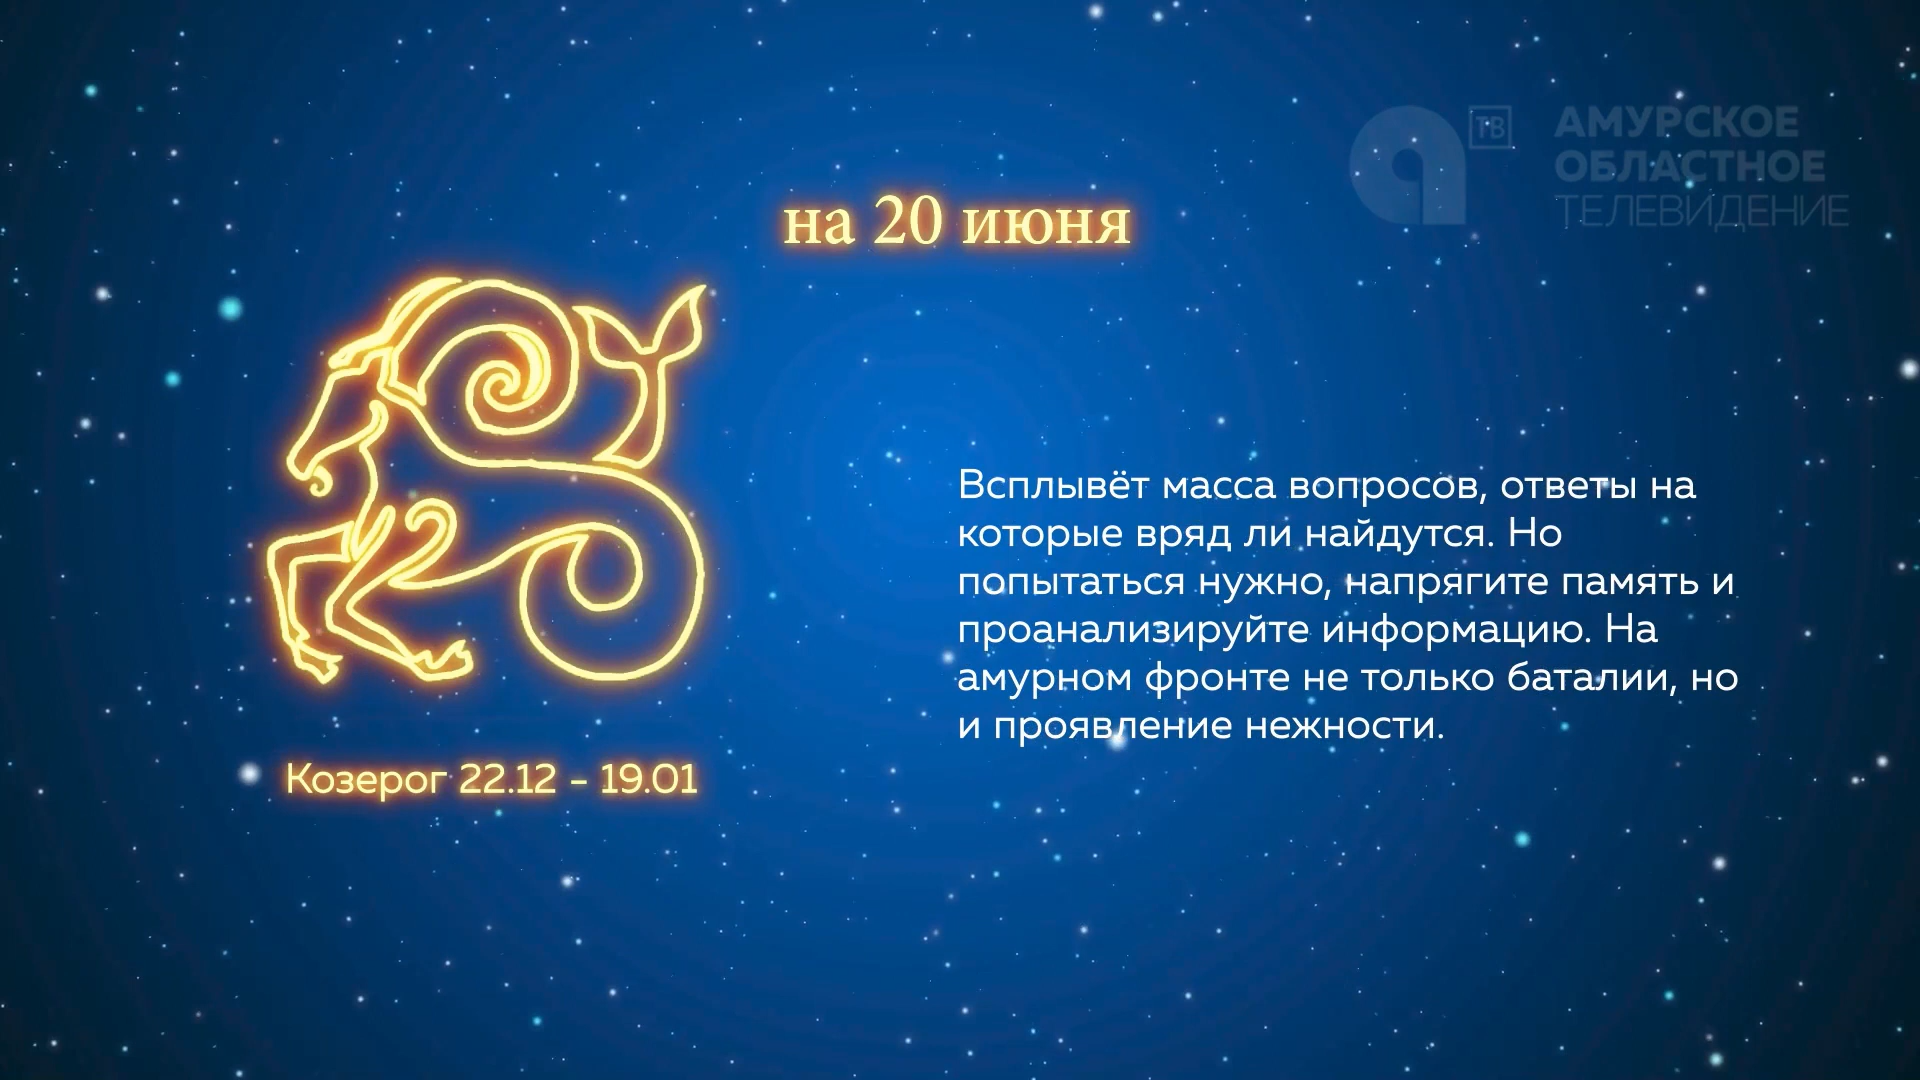 ТВ
АМУРСКОЕ
ОБЛАСТНОЕ
ТЕЛЕВИДЕНИЕ
на 20 июня
Всплывёт масса вопросов, ответы на
которые вряд ли найдутся. Но
попытаться нужно, напрягите память и
проанализируйте информацию. На
амурном фронте не только баталии, но
и проявление нежности.
Козерог 22.12 - 19.01